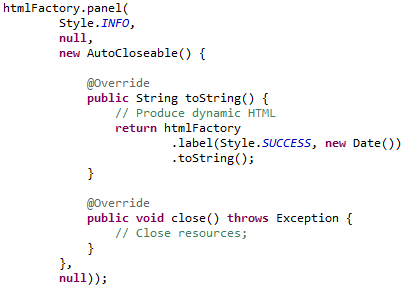 htmlFactory.panel(
        Style.INFO,
        null,
        new AutoCloseable() {

            @Override
            public String toString() {
                // Produce dynamic HTML
                return htmlFactory
                            .label(Style.SUCCESS, new Date())
                            .toString();
            }

            @Override
            public void close() throws Exception {
                // Close resources;
            }
        },
        null));